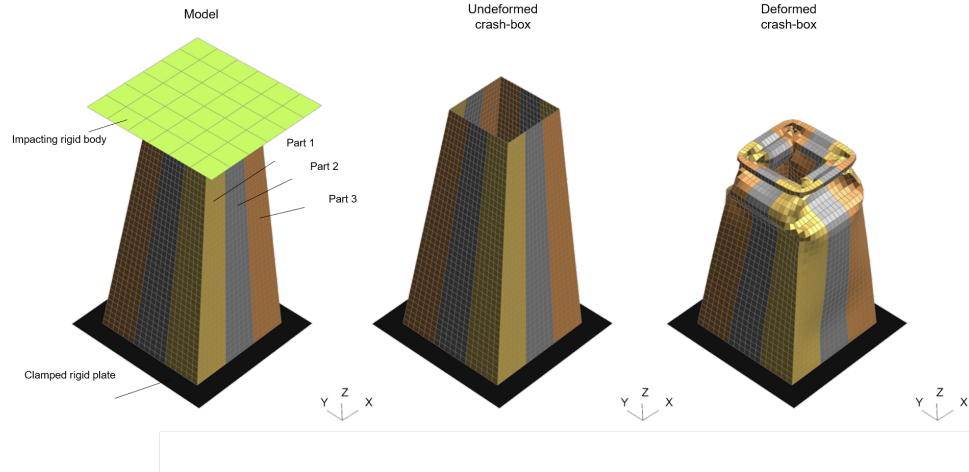 Model
Undeformed
crash-box
Deformed
crash-box
Impacting rigid body
Part 1
Part 2
Part 3
Clamped rigid plate
Z
Y X
Z
Y X
Z
Y X